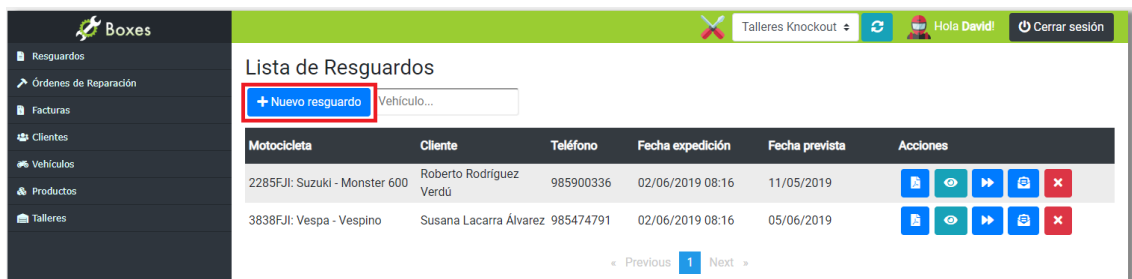 Boxes
Talleres Knockout
Hola David!
Cerrar sesión
Resguardos
Órdenes de Reparación
Facturas
Clientes
Vehículos
Productos
Talleres
Lista de Resguardos
+ Nuevo resguardo
Vehículo...
Motocicleta Cliente Teléfono Fecha expedición Fecha prevista Acciones
2285FJI: Suzuki - Monster 600 Roberto Rodríguez Verdú 985900336 02/06/2019 08:16 11/05/2019
3838FJI: Vespa - Vespino Susana Lacarra Álvarez 985474791 02/06/2019 08:16 05/06/2019
« Previous 1 Next »